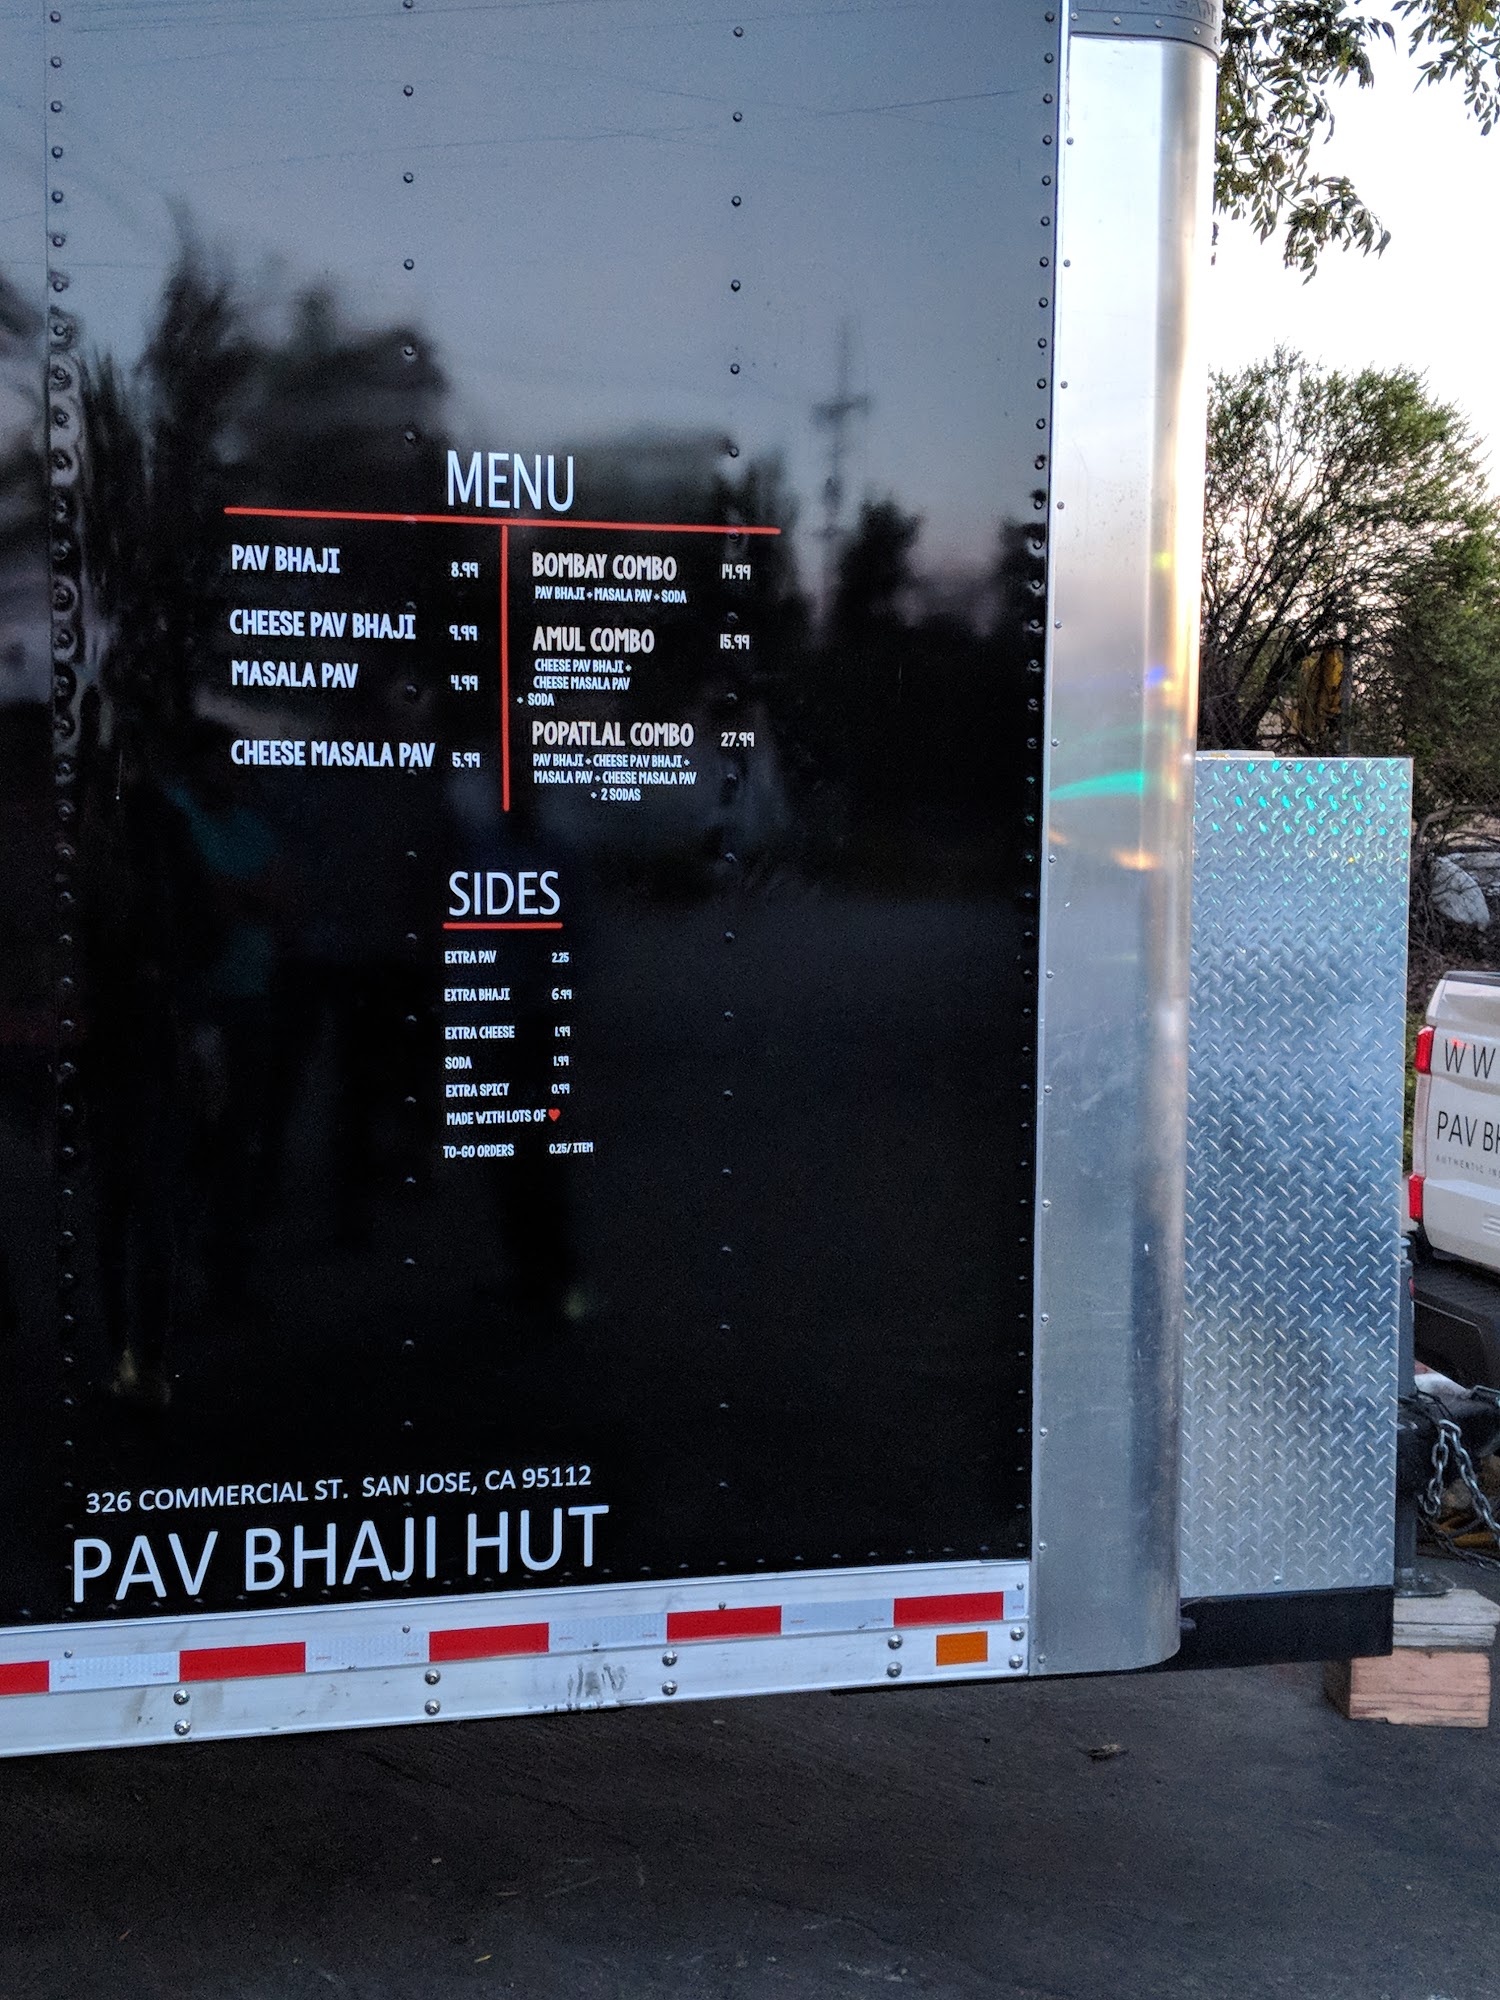 MENU
PAV BHAJI 8.99
CHEESE PAV BHAJI 9.99
MASALA PAV 4.99
CHEESE MASALA PAV 5.99
BOMBAY COMBO 14.99
PAV BHAJI + MASALA PAV + SODA
AMUL COMBO 15.99
CHEESE PAV BHAJI +
CHEESE MASALA PAV
+ SODA
POPATLAL COMBO 27.99
PAV BHAJI + CHEESE PAV BHAJI +
MASALA PAV + CHEESE MASALA PAV
+ 2 SODAS
SIDES
EXTRA PAV 2.25
EXTRA BHAJI 6.99
EXTRA CHEESE 1.99
SODA 1.99
EXTRA SPICY 0.99
MADE WITH LOTS OF ♥
TO-GO ORDERS 0.25/ITEM
326 COMMERCIAL ST. SAN JOSE, CA 95112
PAV BHAJI HUT
WW
PAV BH
AUTHENTIC IN